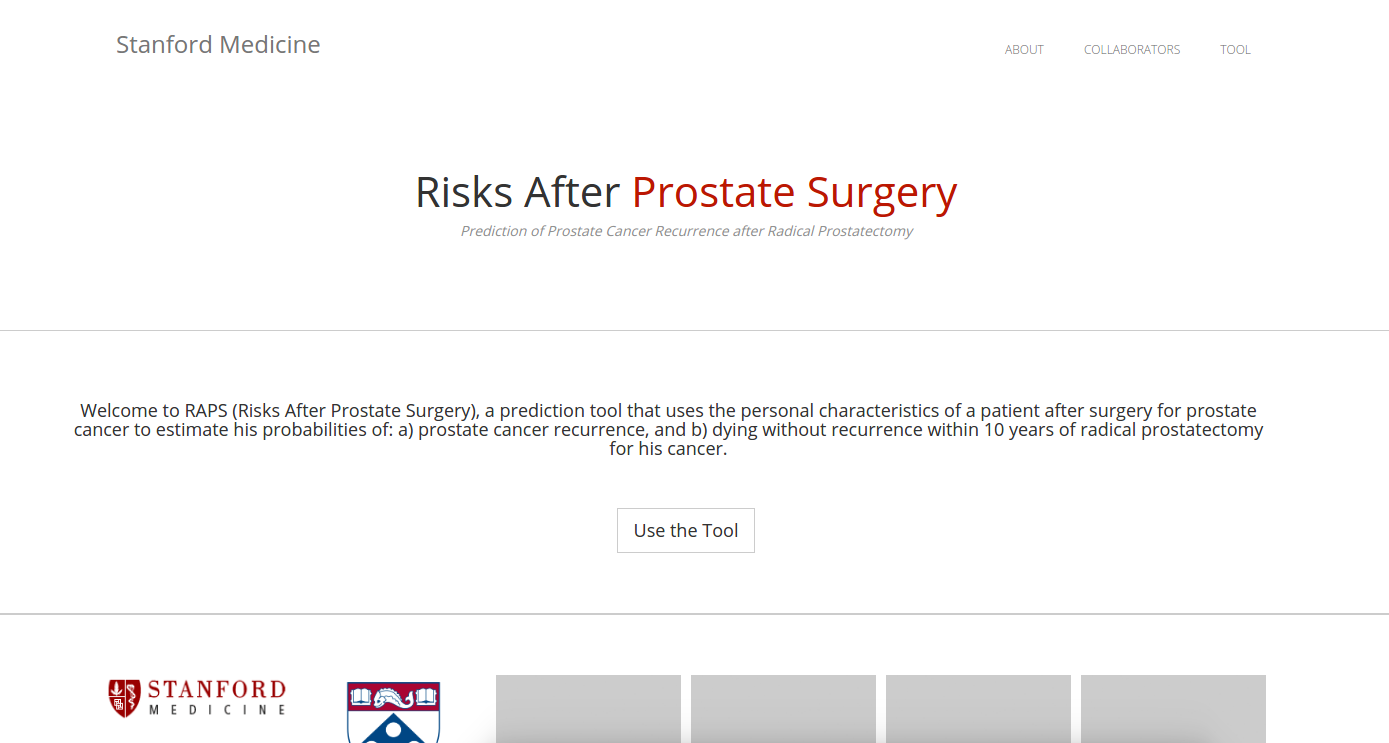 Stanford Medicine
ABOUT COLLABORATORS TOOL
Risks After Prostate Surgery
Prediction of Prostate Cancer Recurrence after Radical Prostatectomy
Welcome to RAPS (Risks After Prostate Surgery), a prediction tool that uses the personal characteristics of a patient after surgery for prostate
cancer to estimate his probabilities of: a) prostate cancer recurrence, and b) dying without recurrence within 10 years of radical prostatectomy
for his cancer.
Use the Tool
STANFORD
MEDICINE